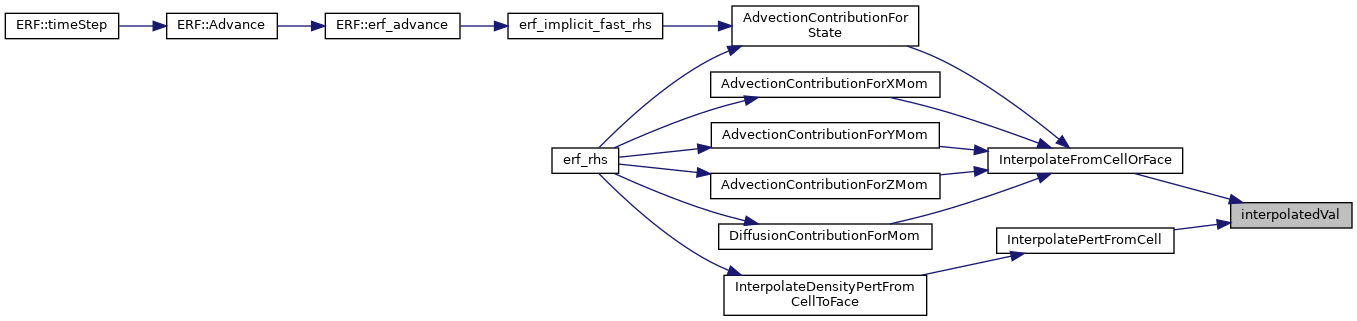 ERF::timeStep
ERF::Advance
ERF::erf_advance
erf_implicit_fast_rhs
AdvectionContributionFor
State
AdvectionContributionForXMom
AdvectionContributionForYMom
erf_rhs
InterpolateFromCellOrFace
AdvectionContributionForZMom
interpolatedVal
DiffusionContributionForMom
InterpolatePertFromCell
InterpolateDensityPertFrom
CellToFace